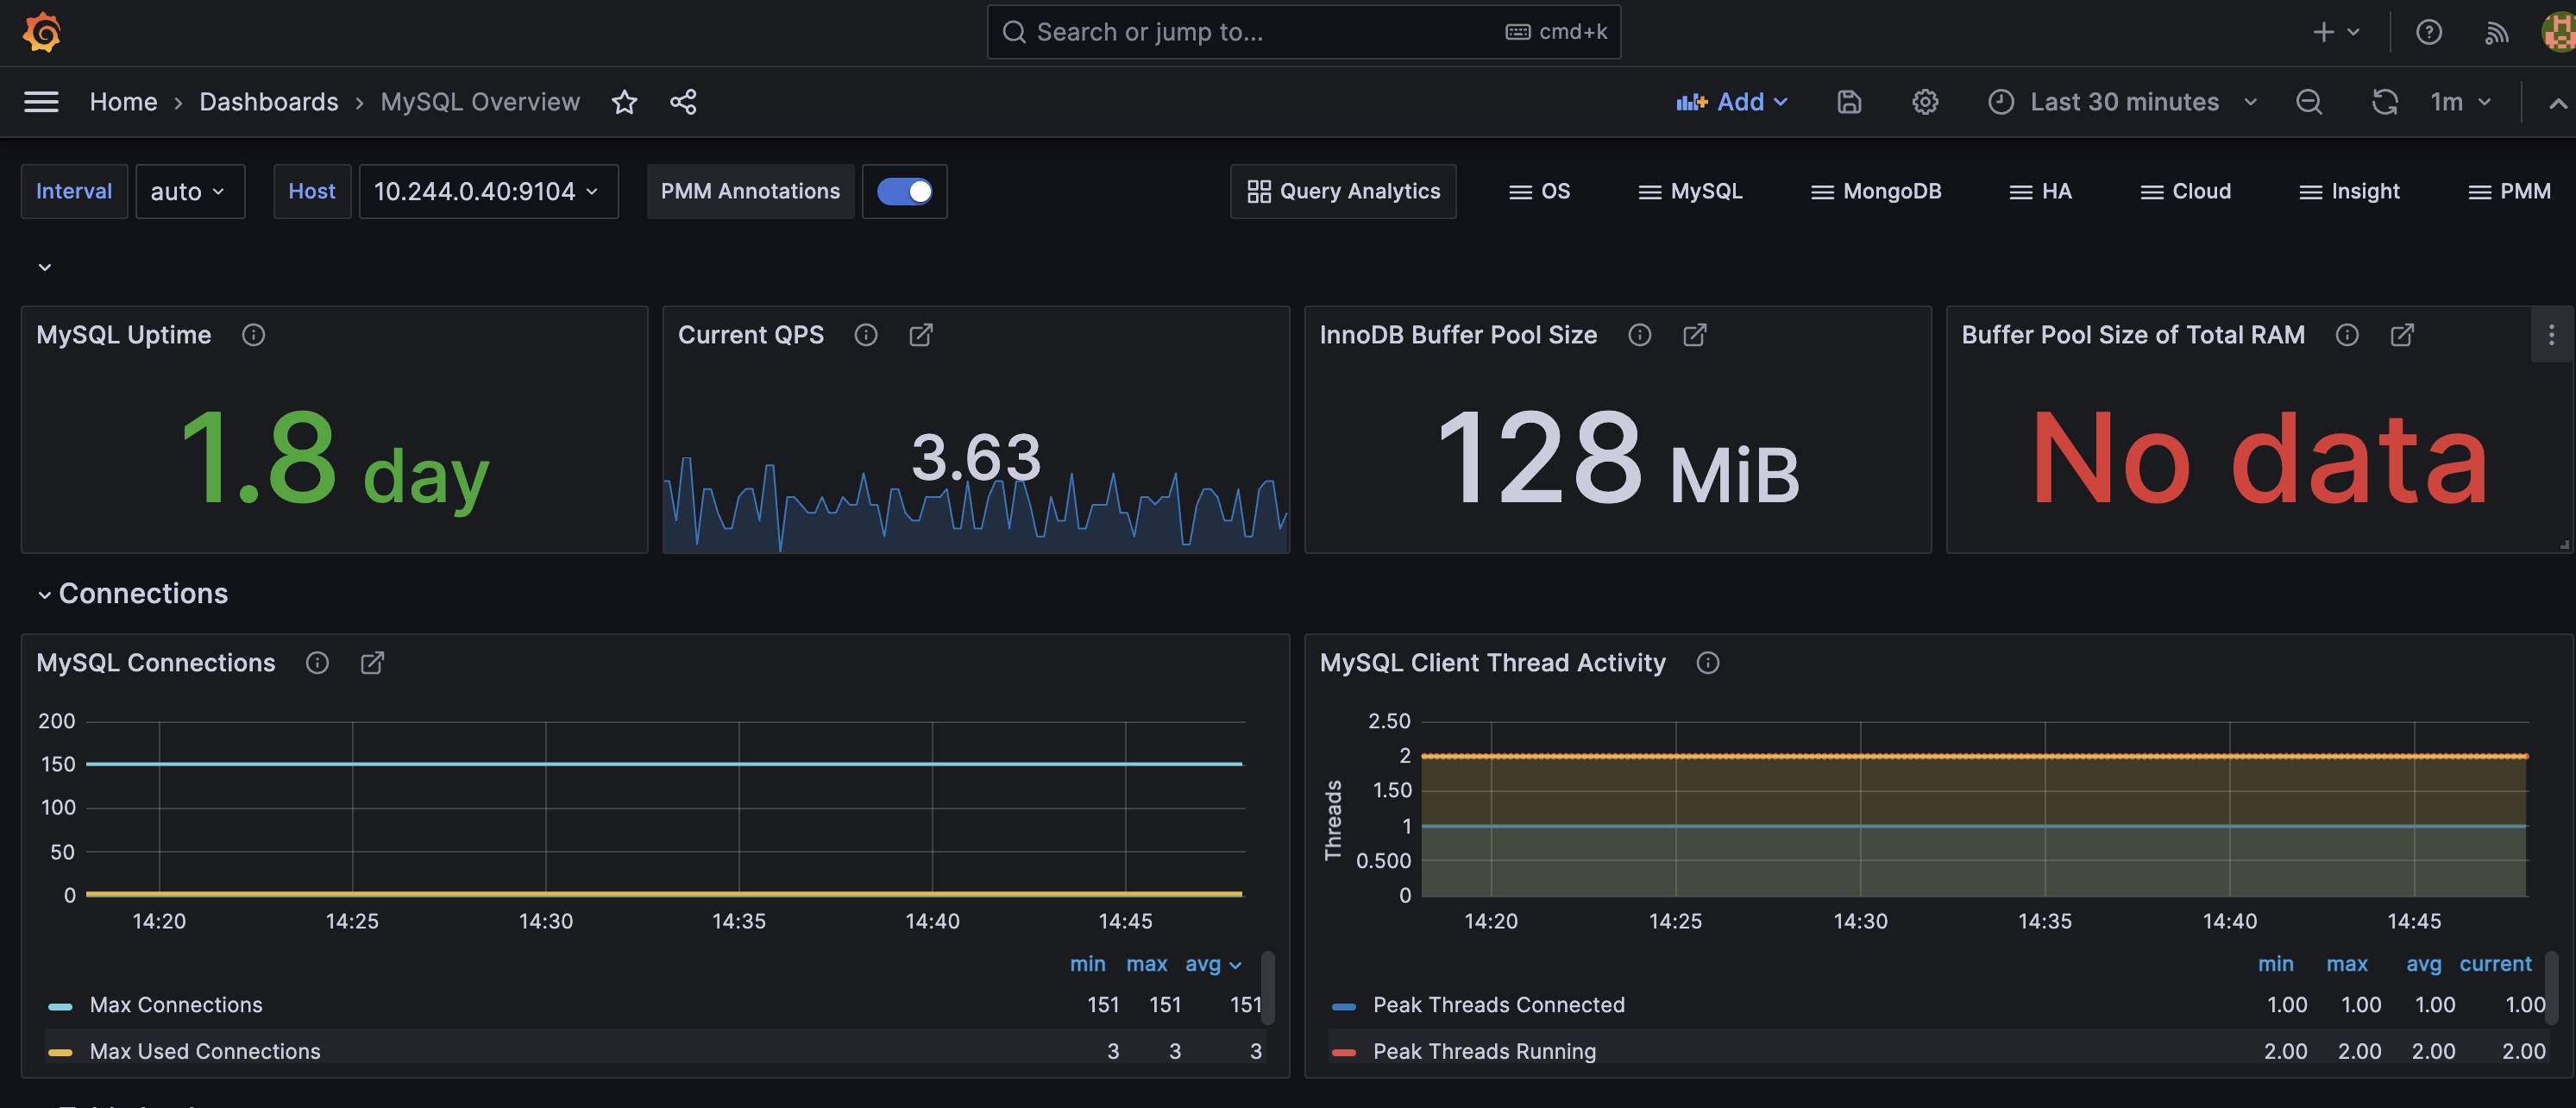 Search or jump to... cmd+k
Home › Dashboards › MySQL Overview Add Last 30 minutes 1m
Interval auto Host 10.244.0.40:9104 PMM Annotations Query Analytics OS MySQL MongoDB HA Cloud Insight PMM
MySQL Uptime
1.8 day
Current QPS
3.63
InnoDB Buffer Pool Size
128 MiB
Buffer Pool Size of Total RAM
No data
Connections
MySQL Connections
200
150
100
50
0
14:20 14:25 14:30 14:35 14:40 14:45
min max avg
Max Connections 151 151 151
Max Used Connections 3 3 3
MySQL Client Thread Activity
Threads
2.50
2
1.50
1
0.500
0
14:20 14:25 14:30 14:35 14:40 14:45
min max avg current
Peak Threads Connected 1.00 1.00 1.00 1.00
Peak Threads Running 2.00 2.00 2.00 2.00